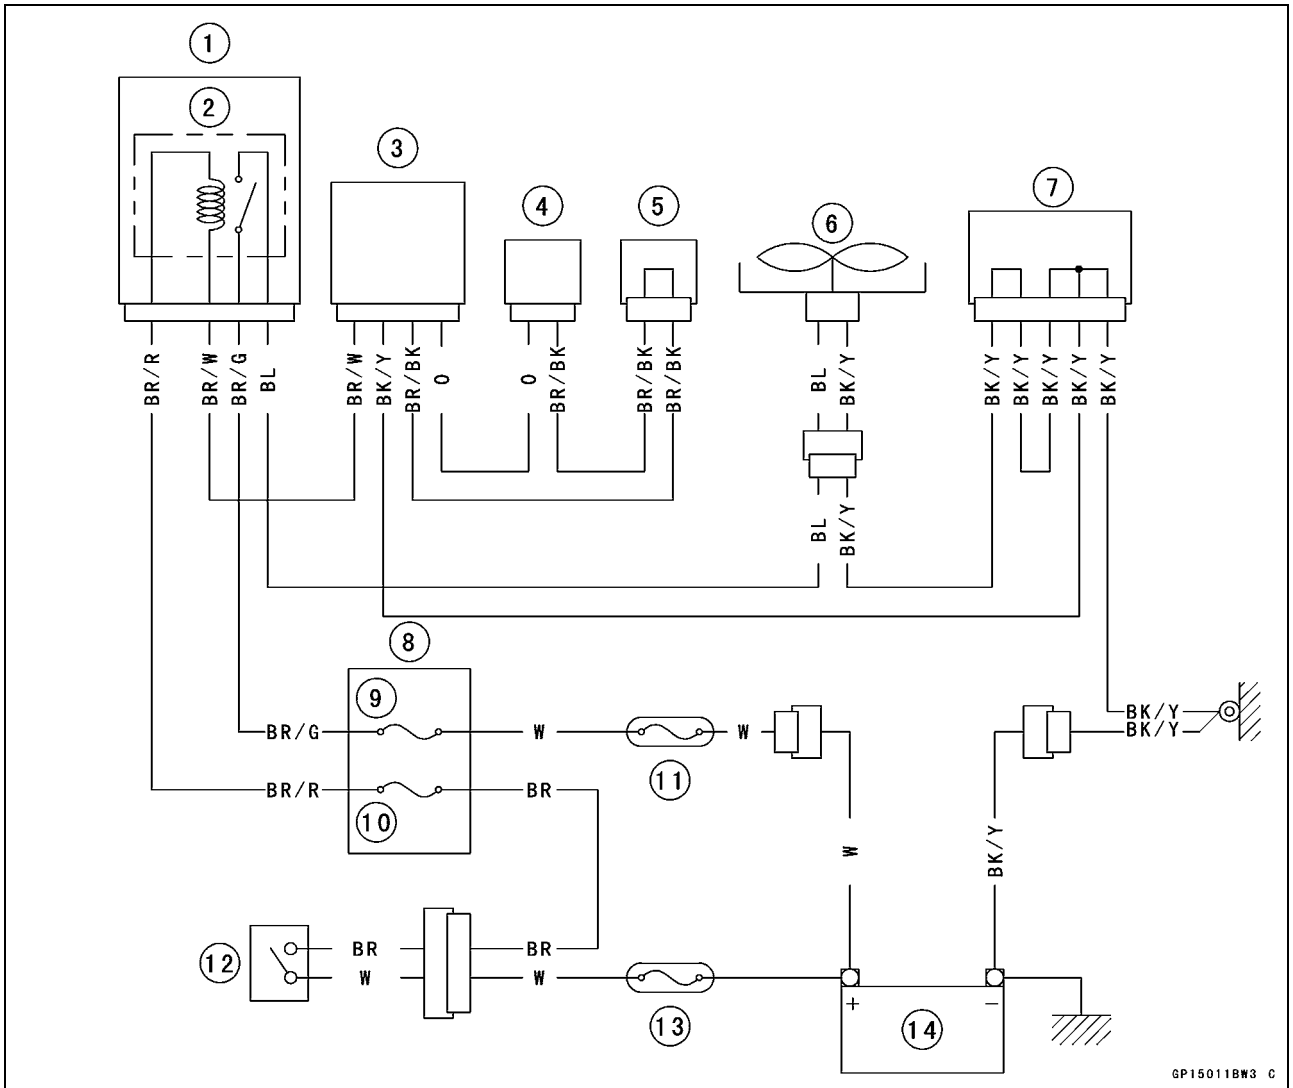 1
2
3
4
5
6
7
BR/R
BR/W
BR/G
BL
BR/W
BK/Y
BR/BK
O
O
BR/BK
BR/BK
BR/BK
BL
BK/Y
BK/Y
BK/Y
BK/Y
BK/Y
BK/Y
BL
BK/Y
8
9
BR/G
W
W
BK/Y
BK/Y
11
BR/R
BR
10
W
BK/Y
12
BR
BR
W
W
13
+
−
14
GP15011BW3 C